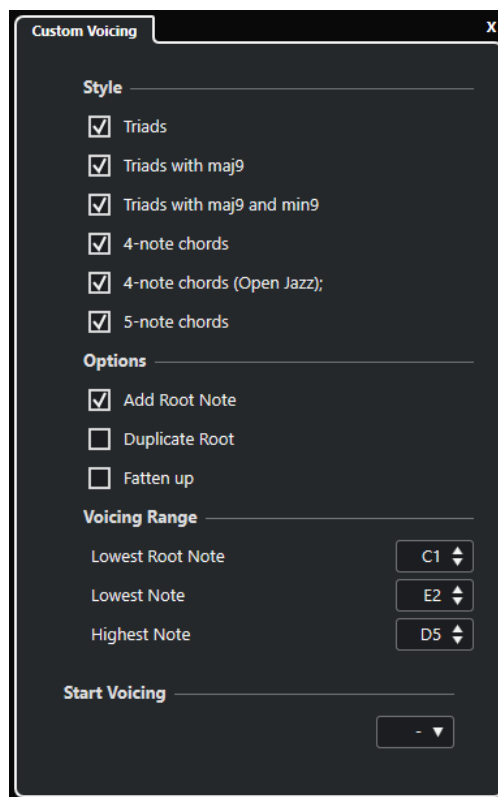 Custom Voicing X
Style
Triads
Triads with maj9
Triads with maj9 and min9
4-note chords
4-note chords (Open Jazz);
5-note chords
Options
Add Root Note
Duplicate Root
Fatten up
Voicing Range
Lowest Root Note C1
Lowest Note E2
Highest Note D5
Start Voicing
-